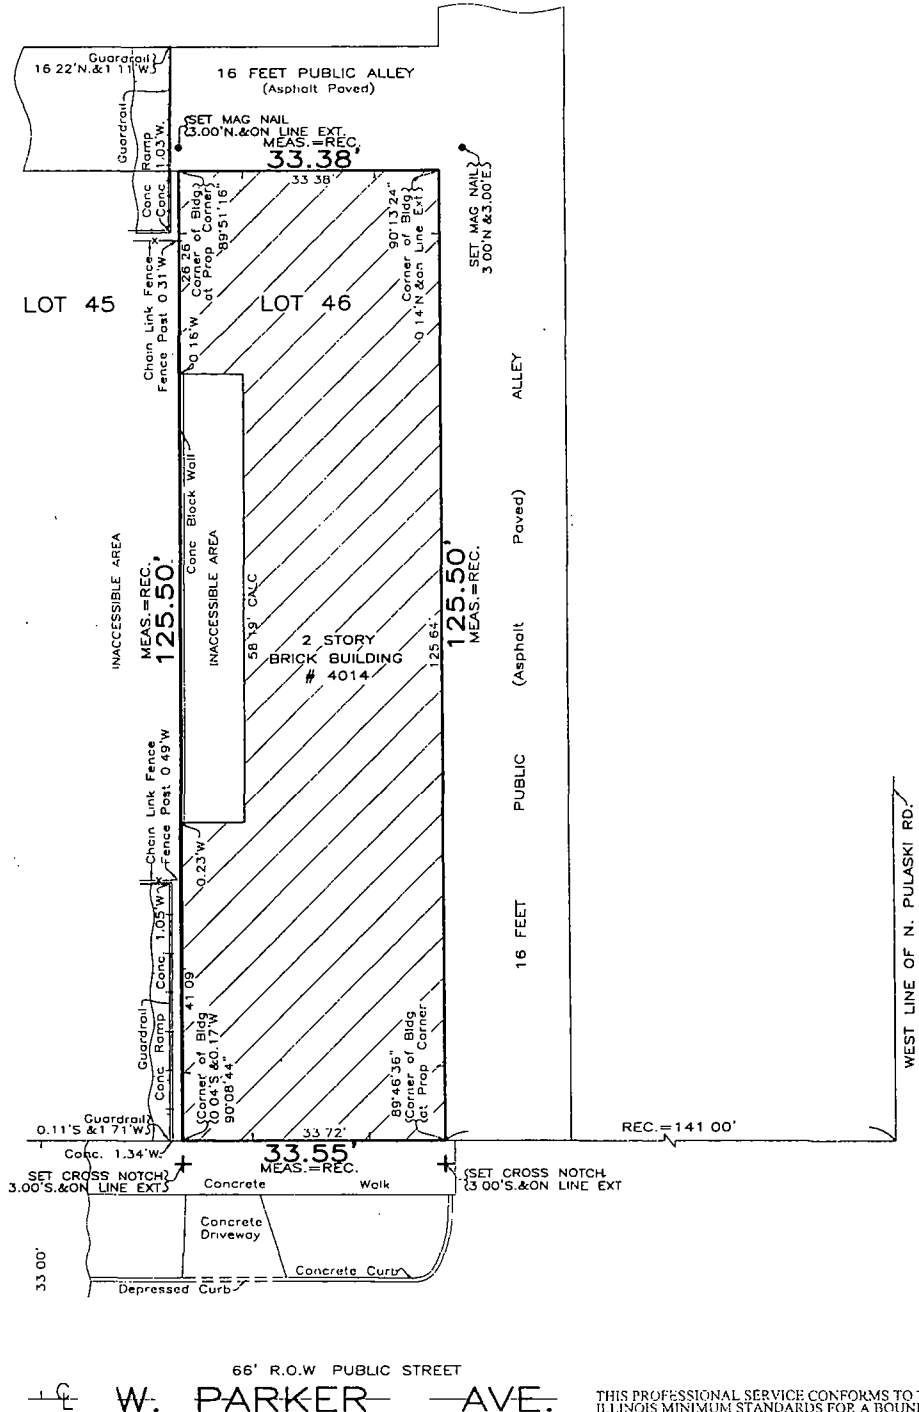 Guardrail
16 22'N.&1 11'W.
16 FEET PUBLIC ALLEY
(Asphalt Paved)
Guardrail
Conc Ramp
Conc 1.03'W.
SET MAG NAIL
3.00'N.&ON LINE EXT.
MEAS.=REC.
33.38'
33 38'
SET MAG NAIL
3 00'N &3.00'E
26 26'
Corner of Bldg
at Prop Corner
89°51'16"
90°13'24"
Corner of Bldg
0 14'N &on Line Ext
LOT 45
LOT 46
Chain Link Fence
Fence Post 0 31'W
0 16'W
Conc Block Wall
INACCESSIBLE AREA
MEAS.=REC.
125.50'
INACCESSIBLE AREA
58 19' CALC
2 STORY
BRICK BUILDING
# 4014
125 64'
125.50'
MEAS.=REC.
16 FEET PUBLIC (Asphalt Paved) ALLEY
Chain Link Fence
Fence Post 0 49'W
0.23'W
Conc. 1.05'W
Guardrail
Conc Ramp
41 09'
Corner of Bldg
0 04'S &0.17'W
90°08'44"
89°46'36"
Corner of Bldg
at Prop Corner
WEST LINE OF N. PULASKI RD.
Guardrail
0.11'S &1 71'W
Conc. 1.34'W.
33 72'
33.55'
MEAS.=REC.
REC.=141 00'
SET CROSS NOTCH
3.00'S.&ON LINE EXT
SET CROSS NOTCH
3 00'S.&ON LINE EXT
Concrete Walk
Concrete
Driveway
33 00'
Concrete Curb
Depressed Curb
66' R.O.W PUBLIC STREET
W. PARKER AVE.
THIS PROFESSIONAL SERVICE CONFORMS TO
ILLINOIS MINIMUM STANDARDS FOR A